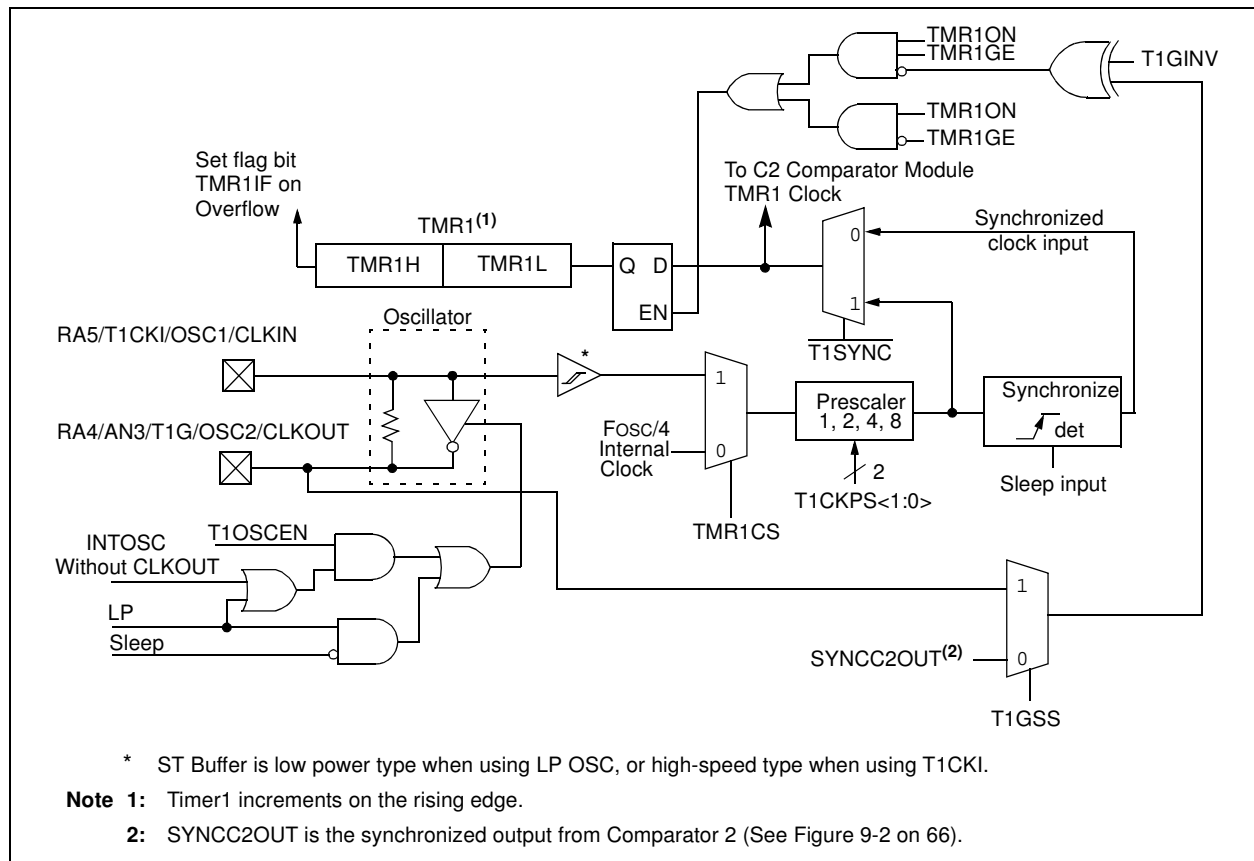 TMR1ON
TMR1GE
T1GINV
TMR1ON
TMR1GE
Set flag bit
TMR1IF on
Overflow
To C2 Comparator Module
TMR1 Clock
TMR1(1)
TMR1H
TMR1L
Q D
EN
0
1
T1SYNC
Synchronized
clock input
RA5/T1CKI/OSC1/CLKIN
Oscillator
*
RA4/AN3/T1G/OSC2/CLKOUT
1
0
FOSC/4
Internal
Clock
TMR1CS
Prescaler
1, 2, 4, 8
2
T1CKPS<1:0>
Synchronize
det
Sleep input
T1OSCEN
INTOSC
Without CLKOUT
LP
Sleep
1
0
SYNCC2OUT(2)
T1GSS
* ST Buffer is low power type when using LP OSC, or high-speed type when using T1CKI.
Note 1: Timer1 increments on the rising edge.
2: SYNCC2OUT is the synchronized output from Comparator 2 (See Figure 9-2 on 66).